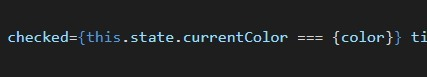 checked={this.state.currentColor === {color}} ti